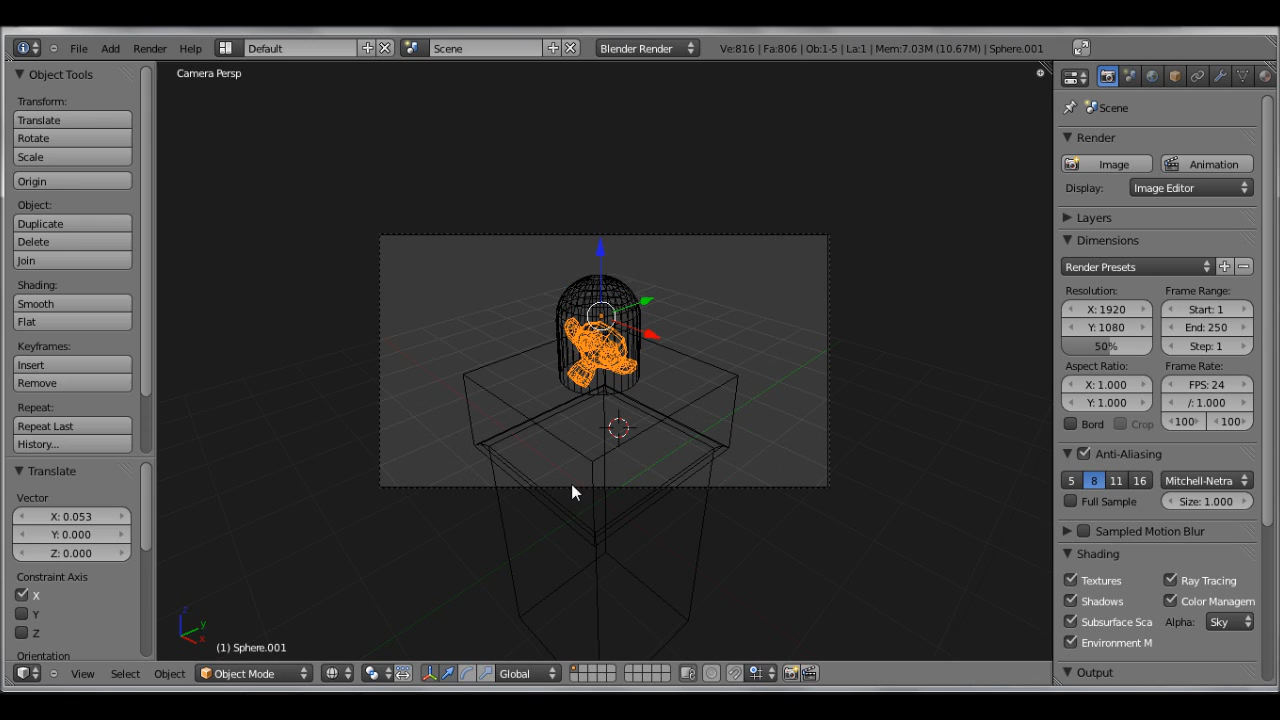 File Add Render Help Default Scene Blender Render Ve:816 | Fa:806 | Ob:1-5 | La:1 | Mem:7.03M (10.67M) | Sphere.001
Object Tools
Transform:
Translate
Rotate
Scale
Origin
Object:
Duplicate
Delete
Join
Shading:
Smooth
Flat
Keyframes:
Insert
Remove
Repeat:
Repeat Last
History...
Translate
Vector
X: 0.053
Y: 0.000
Z: 0.000
Constraint Axis
X
Y
Z
Orientation
Camera Persp
z
y
x
(1) Sphere.001
View Select Object Object Mode Global
Scene
Render
Image Animation
Display: Image Editor
Layers
Dimensions
Render Presets
Resolution: Frame Range:
X: 1920 Start: 1
Y: 1080 End: 250
50% Step: 1
Aspect Ratio: Frame Rate:
X: 1.000 FPS: 24
Y: 1.000 /: 1.000
Bord Crop 100 100
Anti-Aliasing
5 8 11 16 Mitchell-Netra
Full Sample Size: 1.000
Sampled Motion Blur
Shading
Textures Ray Tracing
Shadows Color Managem
Subsurface Sca Alpha: Sky
Environment M
Output